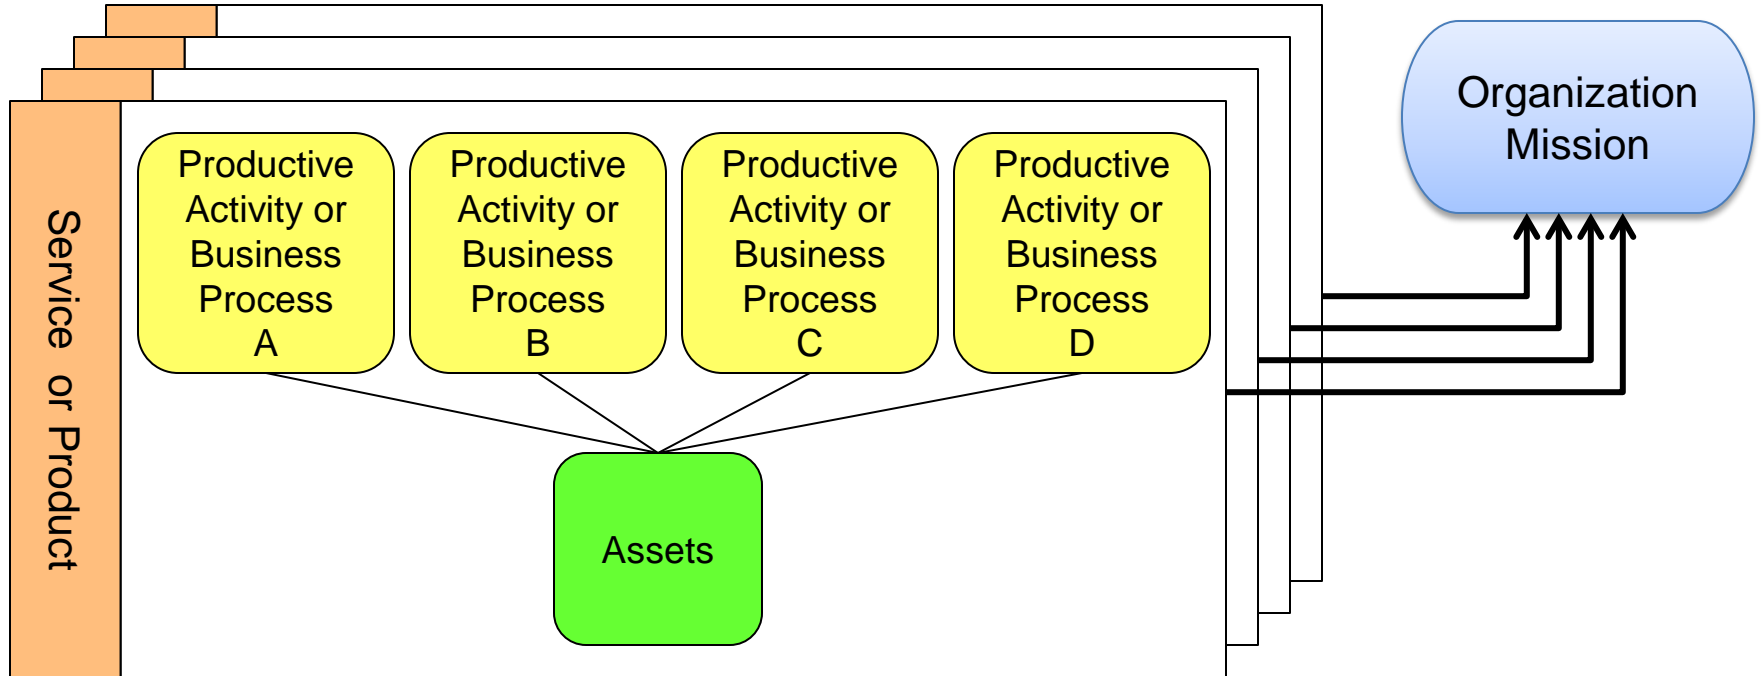 Organization
Mission
Service or Product
Productive
Activity or
Business
Process
A
Productive
Activity or
Business
Process
B
Productive
Activity or
Business
Process
C
Productive
Activity or
Business
Process
D
Assets